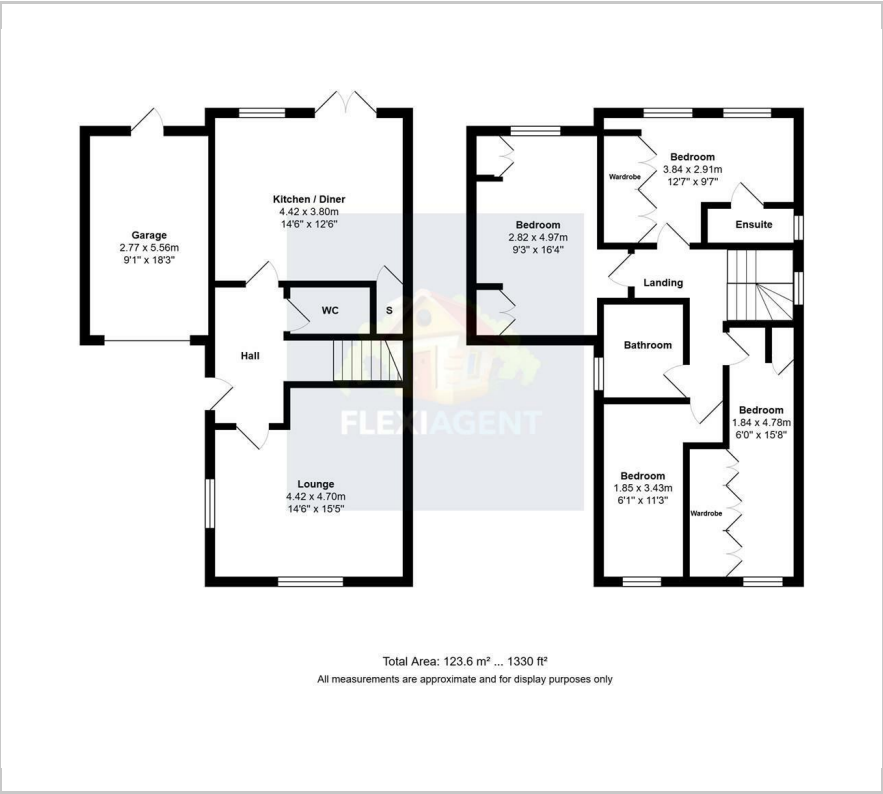 Garage
2.77 x 5.56m
9'1" x 18'3"
Kitchen / Diner
4.42 x 3.80m
14'6" x 12'6"
WC
S
Hall
Lounge
4.42 x 4.70m
14'6" x 15'5"
Bedroom
2.82 x 4.97m
9'3" x 16'4"
Wardrobe
Bedroom
3.84 x 2.91m
12'7" x 9'7"
Ensuite
Landing
Bathroom
Bedroom
1.84 x 4.78m
6'0" x 15'8"
Bedroom
1.85 x 3.43m
6'1" x 11'3"
Wardrobe
FLEXIAGENT
Total Area: 123.6 m² ... 1330 ft²
All measurements are approximate and for display purposes only